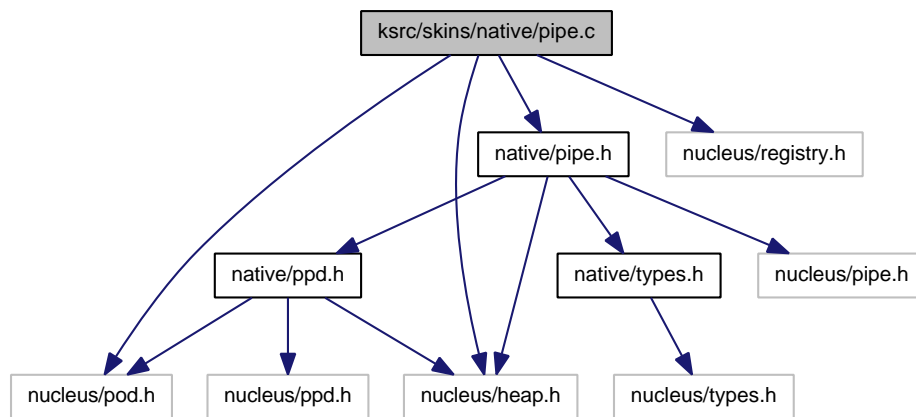 ksrc/skins/native/pipe.c
native/pipe.h
nucleus/registry.h
native/ppd.h
native/types.h
nucleus/pipe.h
nucleus/pod.h
nucleus/ppd.h
nucleus/heap.h
nucleus/types.h